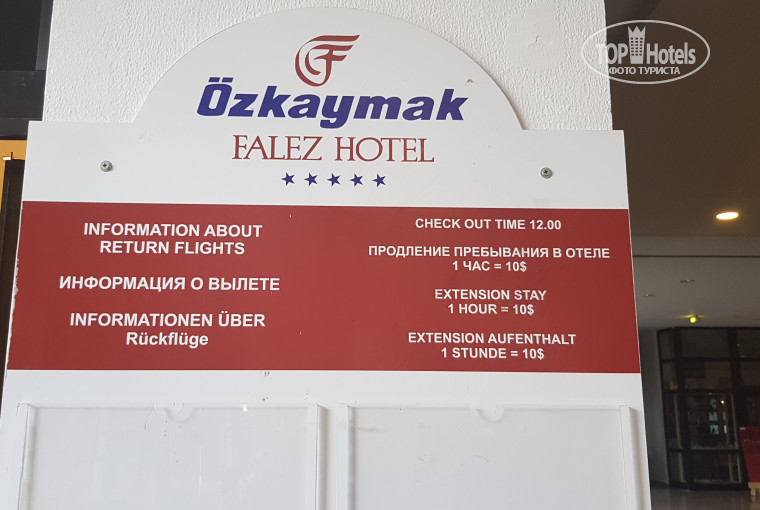 TOP Hotels
ФОТО ТУРИСТА
Özkaymak
FALEZ HOTEL
INFORMATION ABOUT
RETURN FLIGHTS
ИНФОРМАЦИЯ О ВЫЛЕТЕ
INFORMATIONEN ÜBER
Rückflüge
CHECK OUT TIME 12.00
ПРОДЛЕНИЕ ПРЕБЫВАНИЯ В ОТЕЛЕ
1 ЧАС = 10$
EXTENSION STAY
1 HOUR = 10$
EXTENSION AUFENTHALT
1 STUNDE = 10$